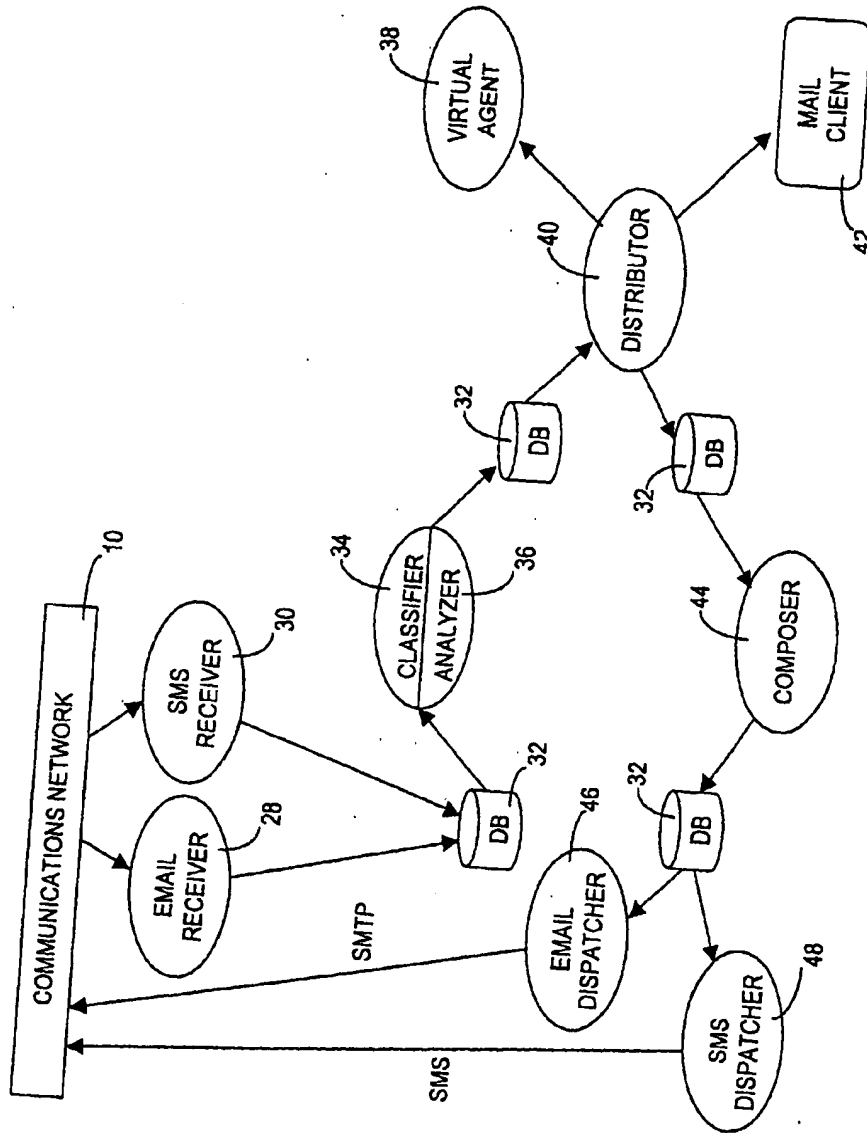 COMMUNICATIONS NETWORK
10
EMAIL
RECEIVER
28
SMS
RECEIVER
30
DB
32
CLASSIFIER
34
ANALYZER
36
DB
32
DISTRIBUTOR
40
VIRTUAL
AGENT
38
MAIL
CLIENT
42
DB
32
COMPOSER
44
DB
32
EMAIL
DISPATCHER
46
SMTP
SMS
DISPATCHER
48
SMS